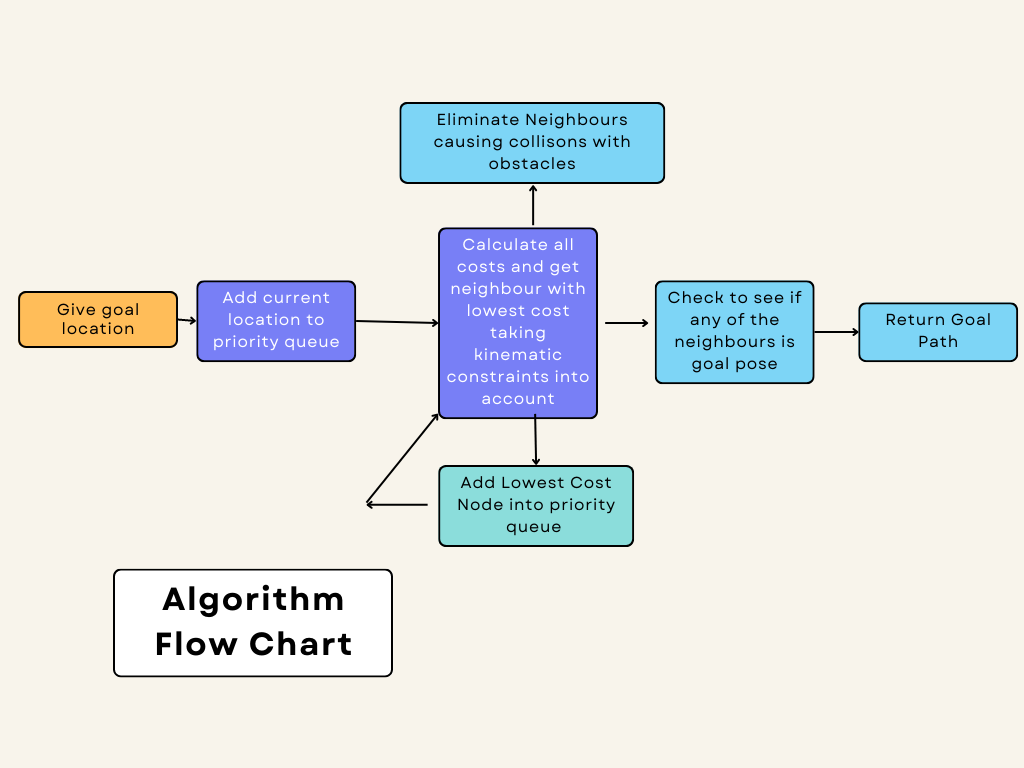 Eliminate Neighbours
causing collisons with
obstacles
Give goal
location
Add current
location to
priority queue
Calculate all
costs and get
neighbour with
lowest cost
taking
kinematic
constraints into
account
Check to see if
any of the
neighbours is
goal pose
Return Goal
Path
Add Lowest Cost
Node into priority
queue
Algorithm
Flow Chart